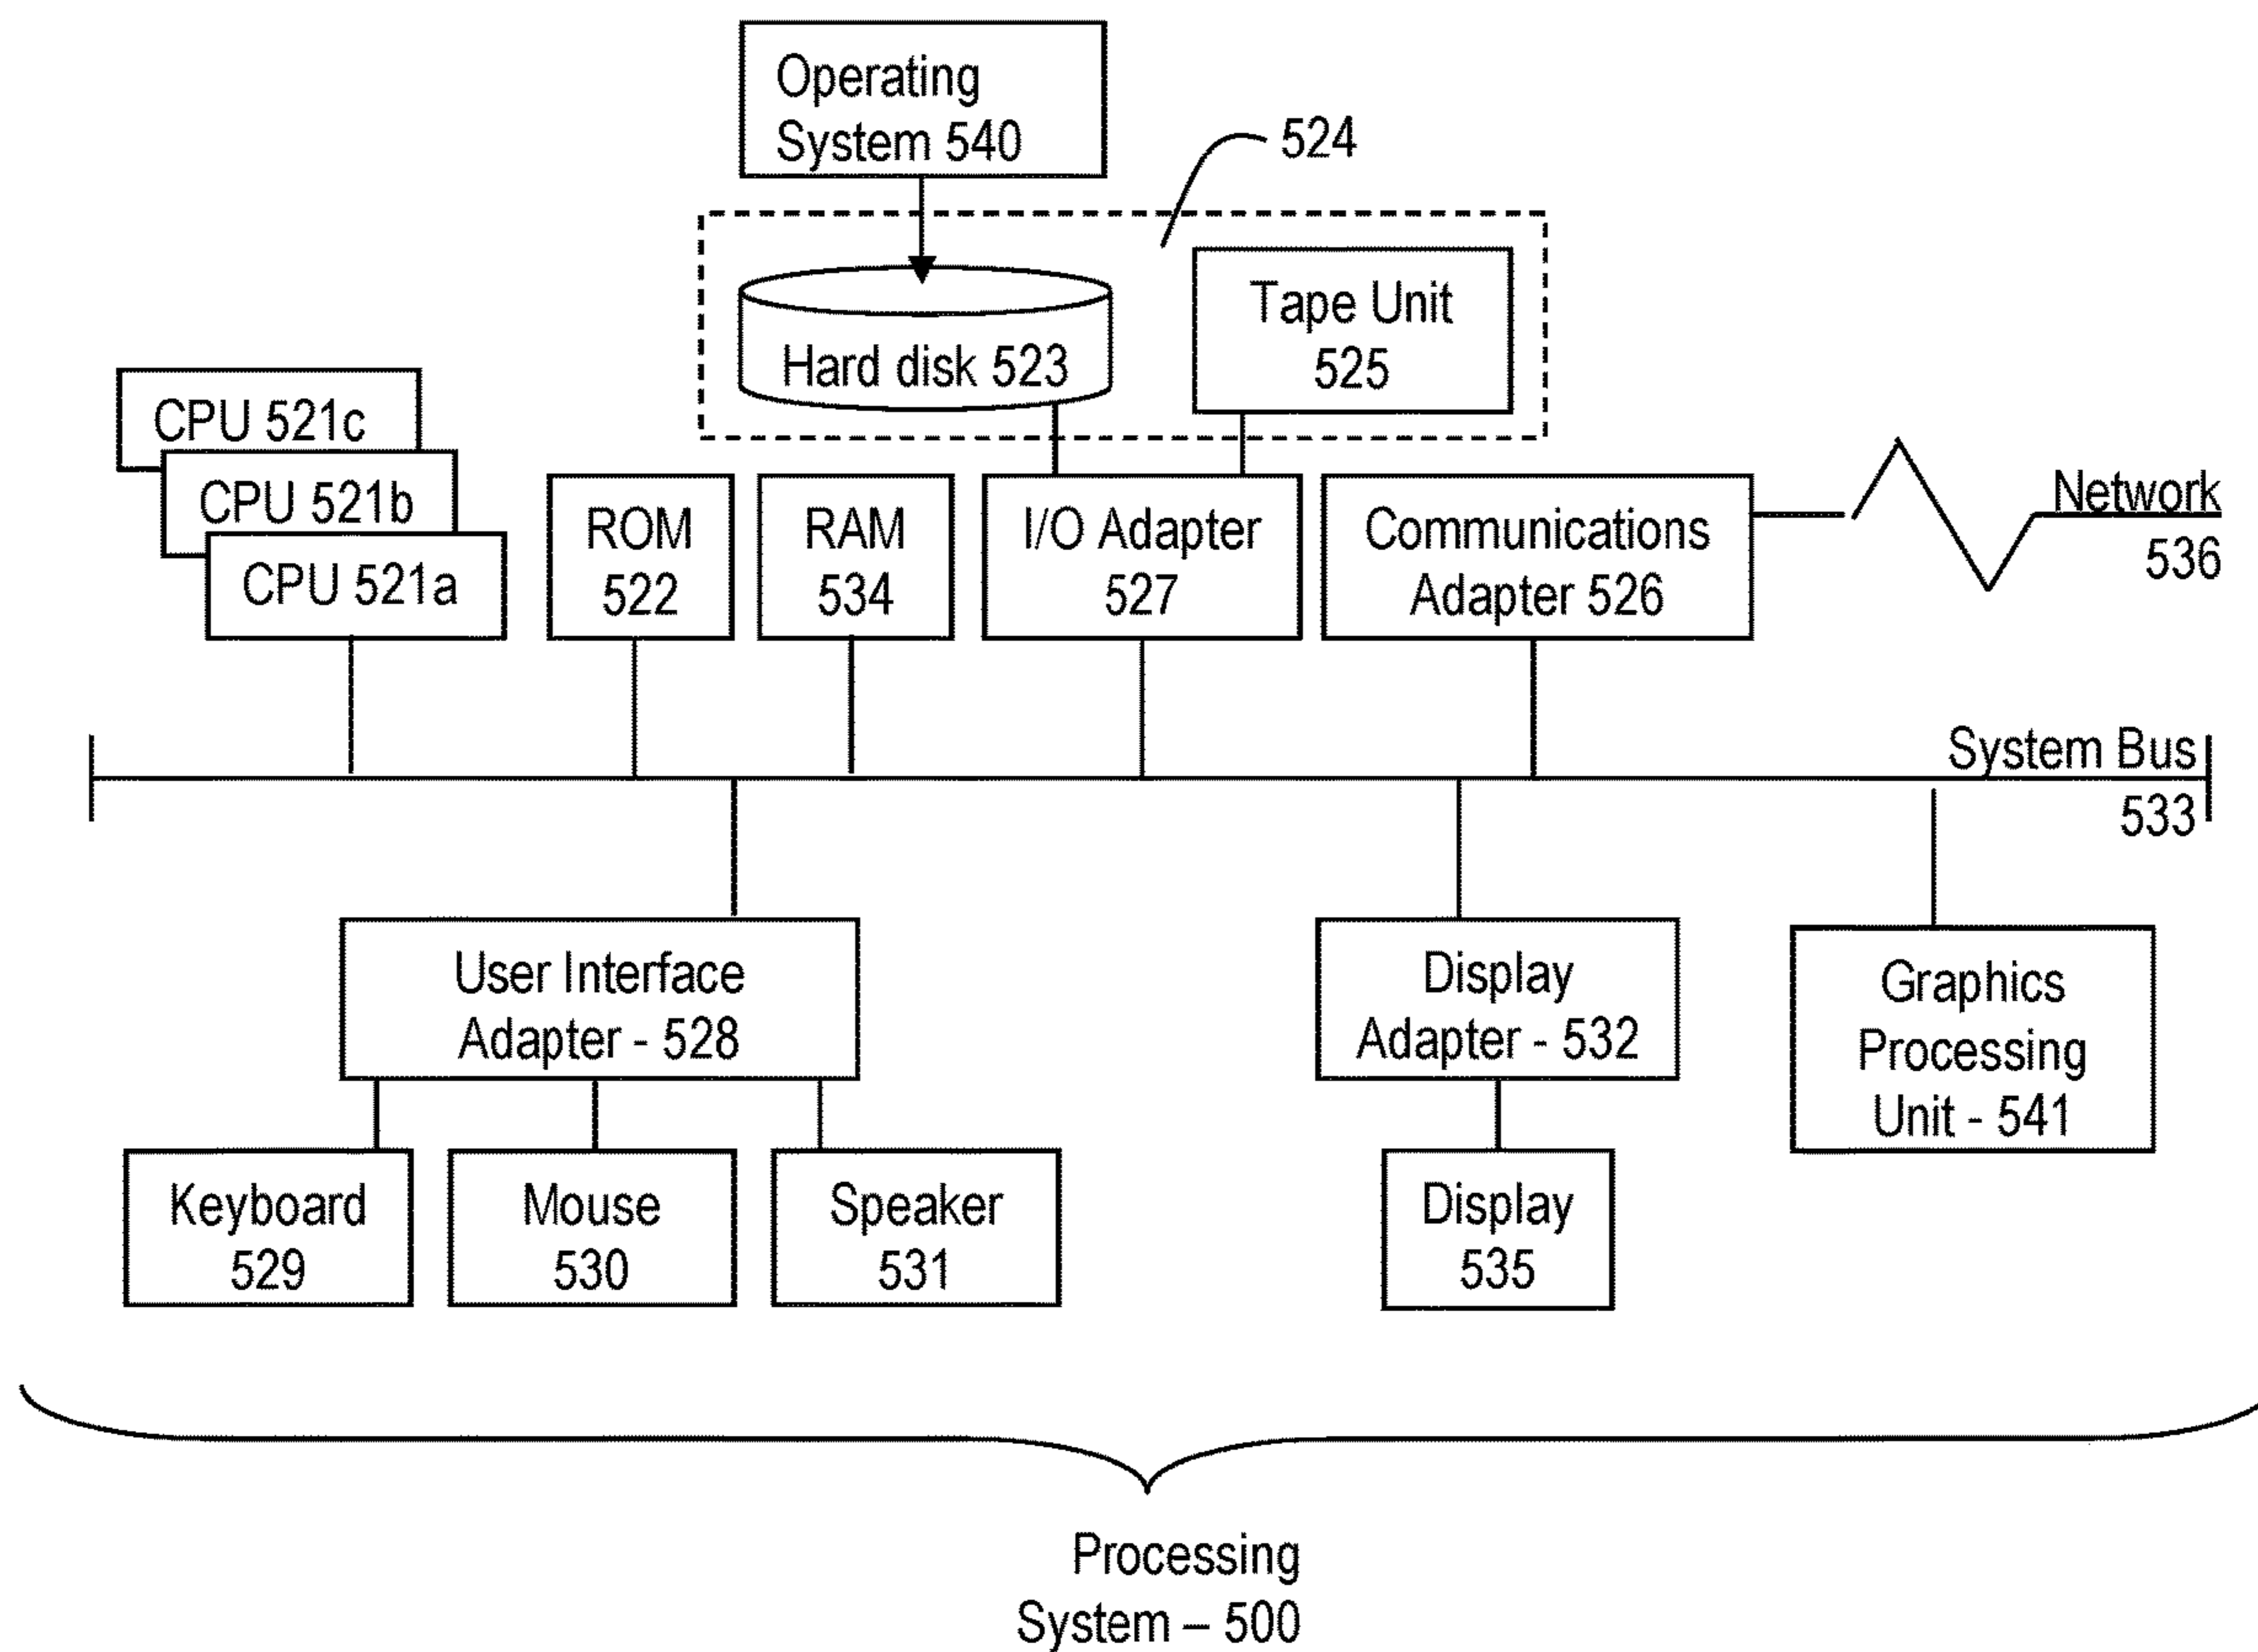 Operating
System 540
524
Hard disk 523
Tape Unit
525
CPU 521c
CPU 521b
CPU 521a
ROM
522
RAM
534
I/O Adapter
527
Communications
Adapter 526
Network
536
System Bus
533
User Interface
Adapter - 528
Display
Adapter - 532
Graphics
Processing
Unit - 541
Keyboard
529
Mouse
530
Speaker
531
Display
535
Processing
System – 500